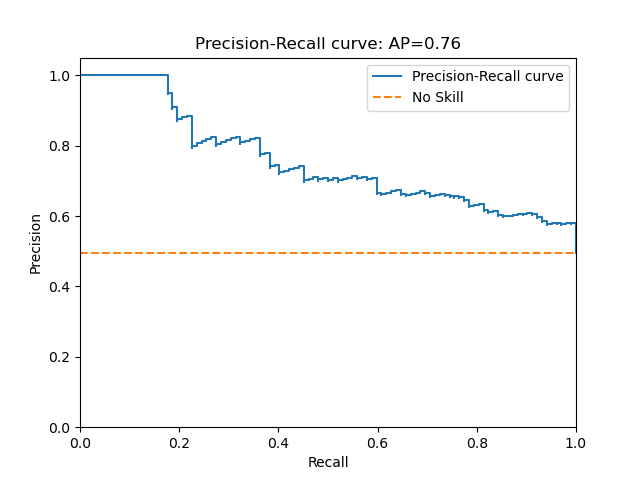 Precision-Recall curve: AP=0.76
1.0
0.8
0.6
0.4
0.2
0.0
Precision
Precision-Recall curve
No Skill
0.0 0.2 0.4 0.6 0.8 1.0
Recall